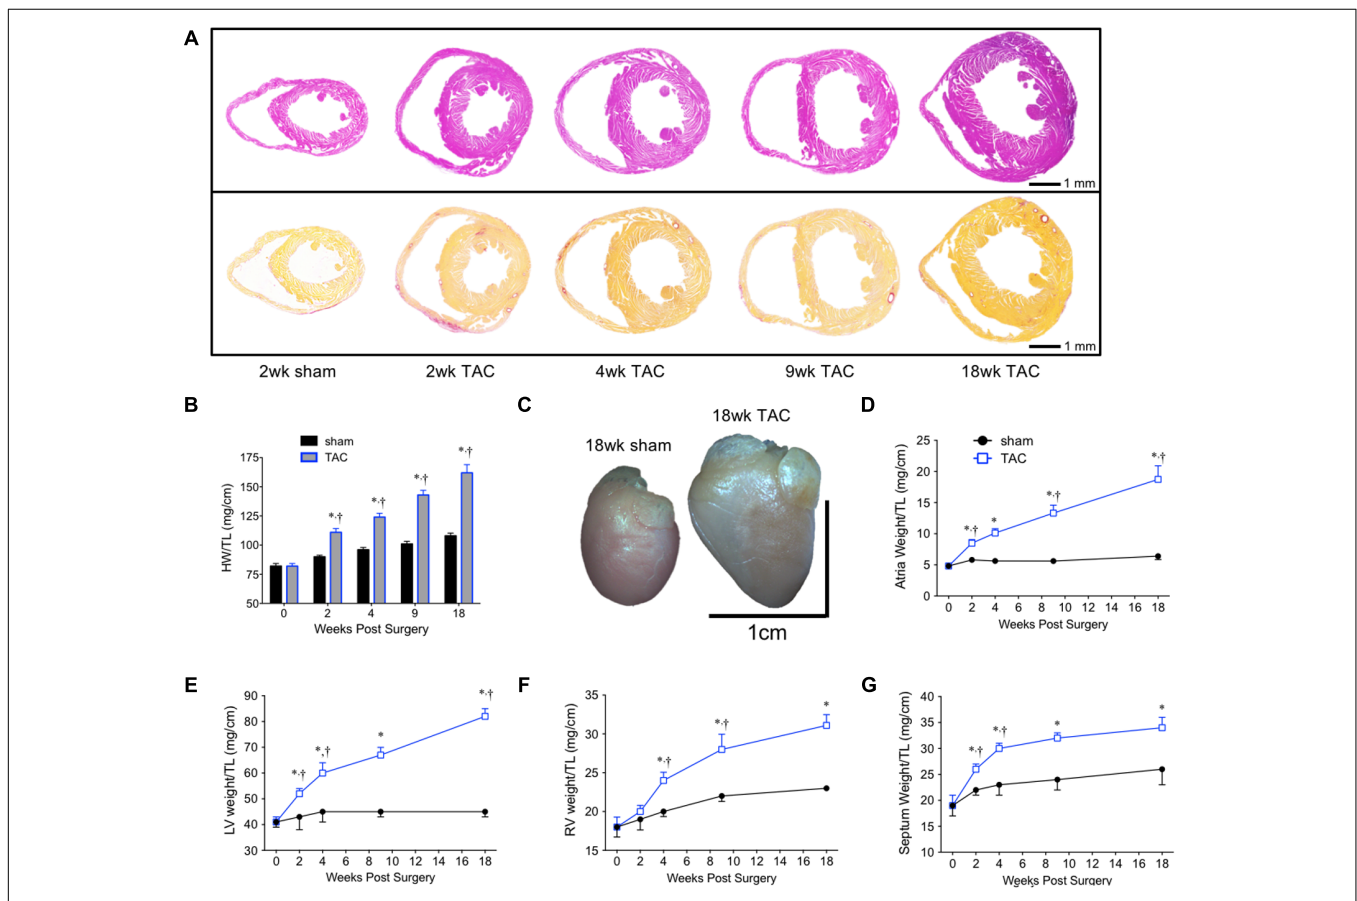 A
1 mm
1 mm
2wk sham
2wk TAC
4wk TAC
9wk TAC
18wk TAC
B
sham
TAC
HW/TL (mg/cm)
175
150
125
100
75
50
*,†
*,†
*,†
*,†
0
2
4
9
18
Weeks Post Surgery
C
18wk sham
18wk TAC
1cm
D
sham
TAC
Atria Weight/TL (mg/cm)
25
20
15
10
5
0
*,†
*
*,†
*,†
0 2 4 6 8 10 12 14 16 18
Weeks Post Surgery
E
LV weight/TL (mg/cm)
90
80
70
60
50
40
30
*,†
*,†
*
*,†
0 2 4 6 8 10 12 14 16 18
Weeks Post Surgery
F
RV weight/TL (mg/cm)
35
30
25
20
15
*,†
*,†
*
0 2 4 6 8 10 12 14 16 18
Weeks Post Surgery
G
Septum Weight/TL (mg/cm)
40
35
30
25
20
15
10
*,†
*,†
*
*
0 2 4 6 8 10 12 14 16 18
Weeks Post Surgery